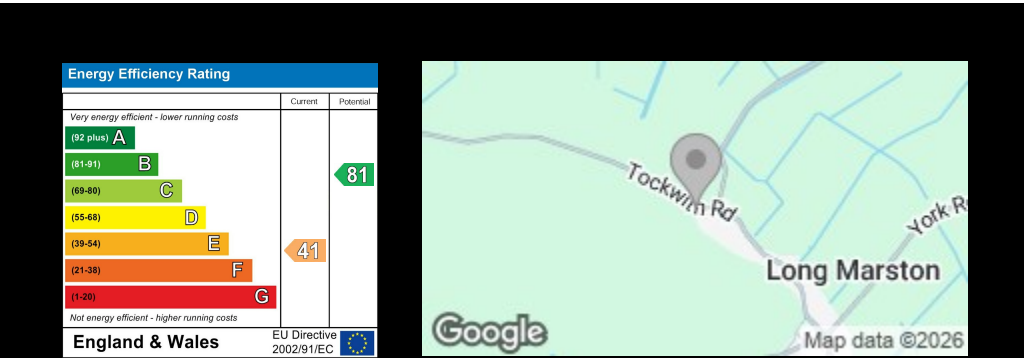 Energy Efficiency Rating
Current Potential
Very energy efficient - lower running costs
(92 plus) A
(81-91) B
(69-80) C
(55-68) D
(39-54) E
(21-38) F
(1-20) G
81
41
Not energy efficient - higher running costs
England & Wales
EU Directive
2002/91/EC
Tockwith Rd
York R
Long Marston
Google
Map data ©2026